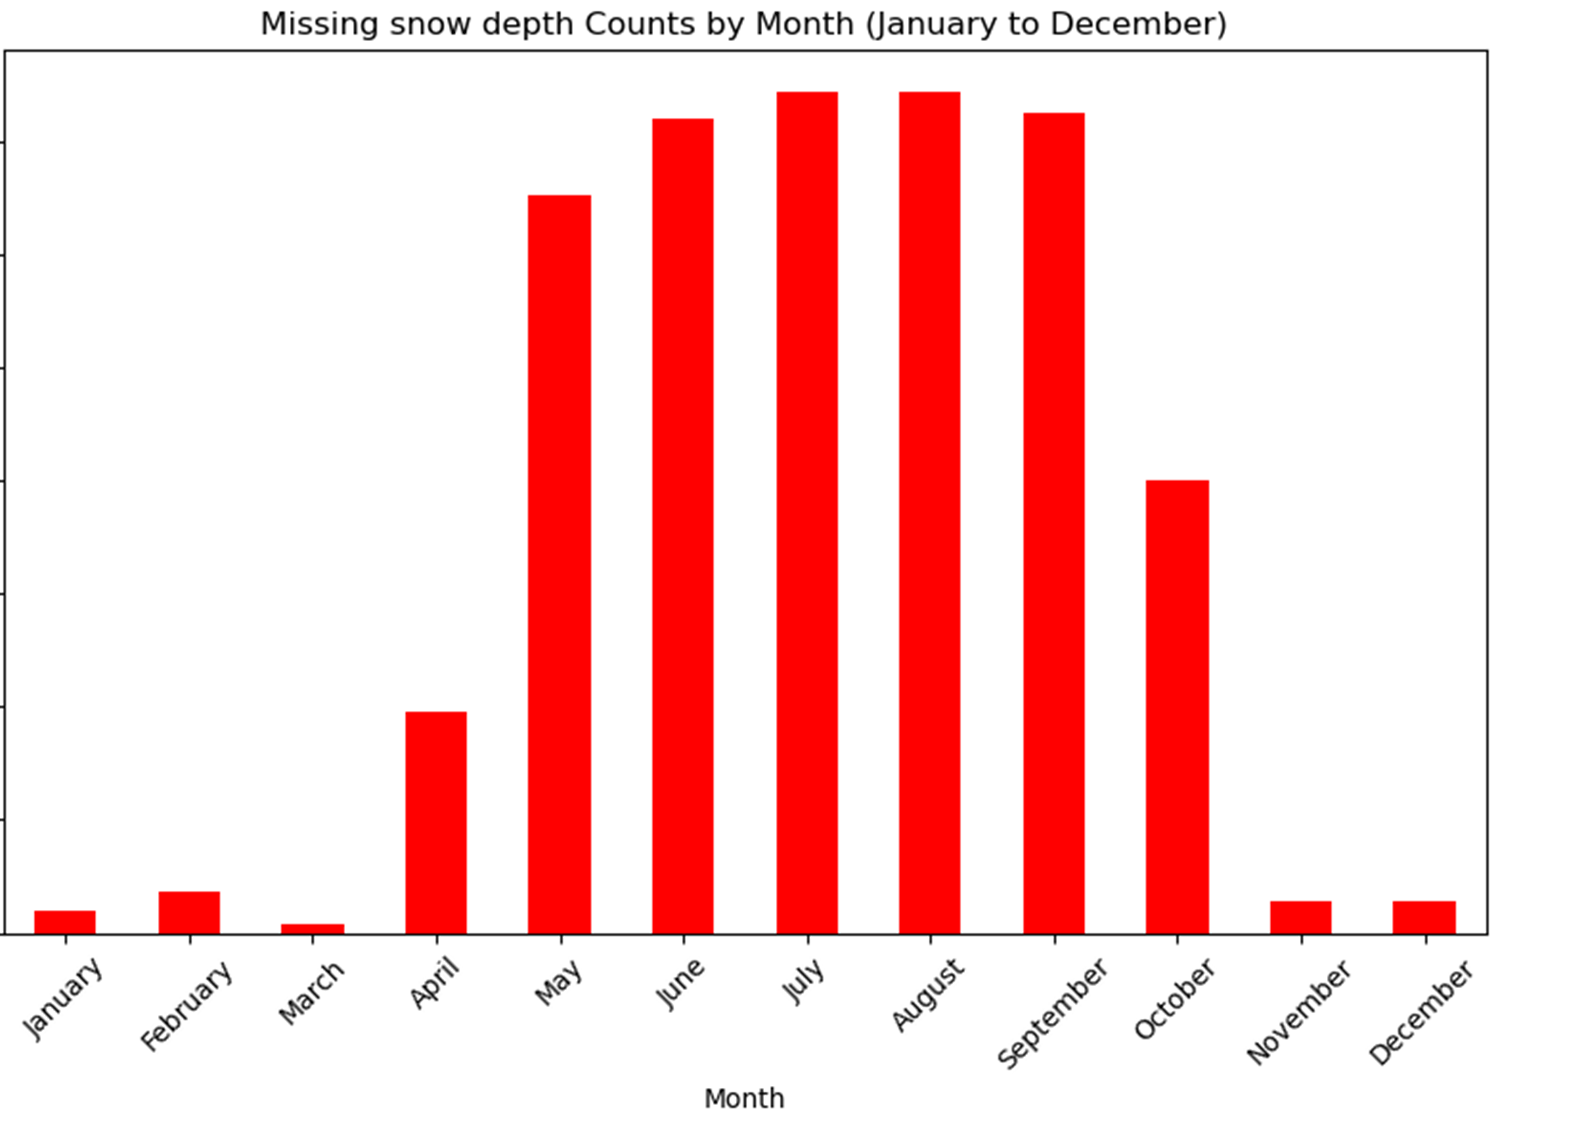 Missing snow depth Counts by Month (January to December)
January
February
March
April
May
June
July
August
September
October
November
December
Month